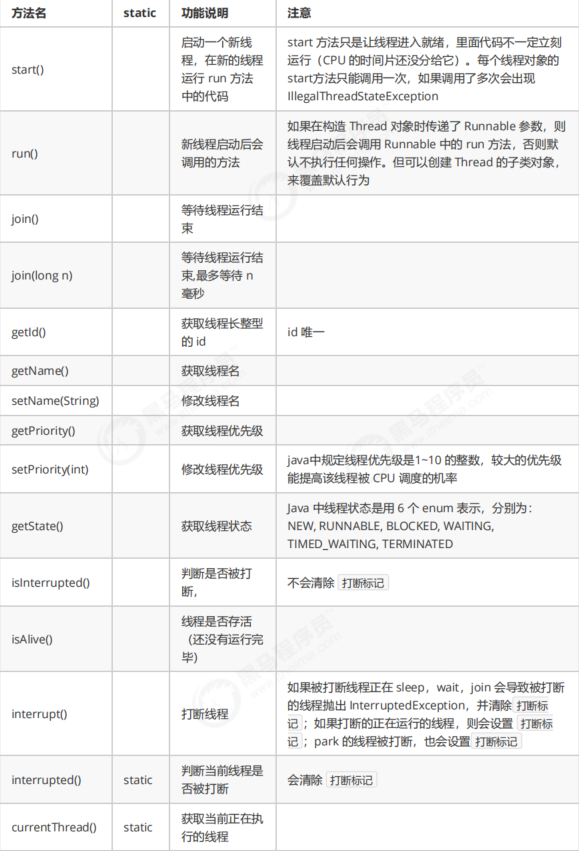 方法名 static 功能说明 注意
start()
启动一个新线
程，在新的线程
运行 run 方法
中的代码
start 方法只是让线程进入就绪，里面代码不一定立刻
运行（CPU 的时间片还没分给它）。每个线程对象的
start方法只能调用一次，如果调用了多次会出现
IllegalThreadStateException
run()
新线程启动后会
调用的方法
如果在构造 Thread 对象时传递了 Runnable 参数，则
线程启动后会调用 Runnable 中的 run 方法，否则默
认不执行任何操作。但可以创建 Thread 的子类对象，
来覆盖默认行为
join()
等待线程运行结
束
join(long n)
等待线程运行结
束,最多等待 n
毫秒
getId()
获取线程长整型
的 id
id 唯一
getName() 获取线程名
setName(String) 修改线程名
getPriority() 获取线程优先级
setPriority(int) 修改线程优先级
java中规定线程优先级是1~10 的整数，较大的优先级
能提高该线程被 CPU 调度的机率
getState() 获取线程状态
Java 中线程状态是用 6 个 enum 表示，分别为：
NEW, RUNNABLE, BLOCKED, WAITING,
TIMED_WAITING, TERMINATED
isInterrupted()
判断是否被打
断，
不会清除 打断标记
isAlive()
线程是否存活
（还没有运行完
毕）
interrupt() 打断线程
如果被打断线程正在 sleep，wait，join 会导致被打断
的线程抛出 InterruptedException，并清除 打断标
记 ；如果打断的正在运行的线程，则会设置 打断标
记 ；park 的线程被打断，也会设置 打断标记
interrupted() static
判断当前线程是
否被打断
会清除 打断标记
currentThread() static
获取当前正在执
行的线程
黑马程序员
www.itheima.com